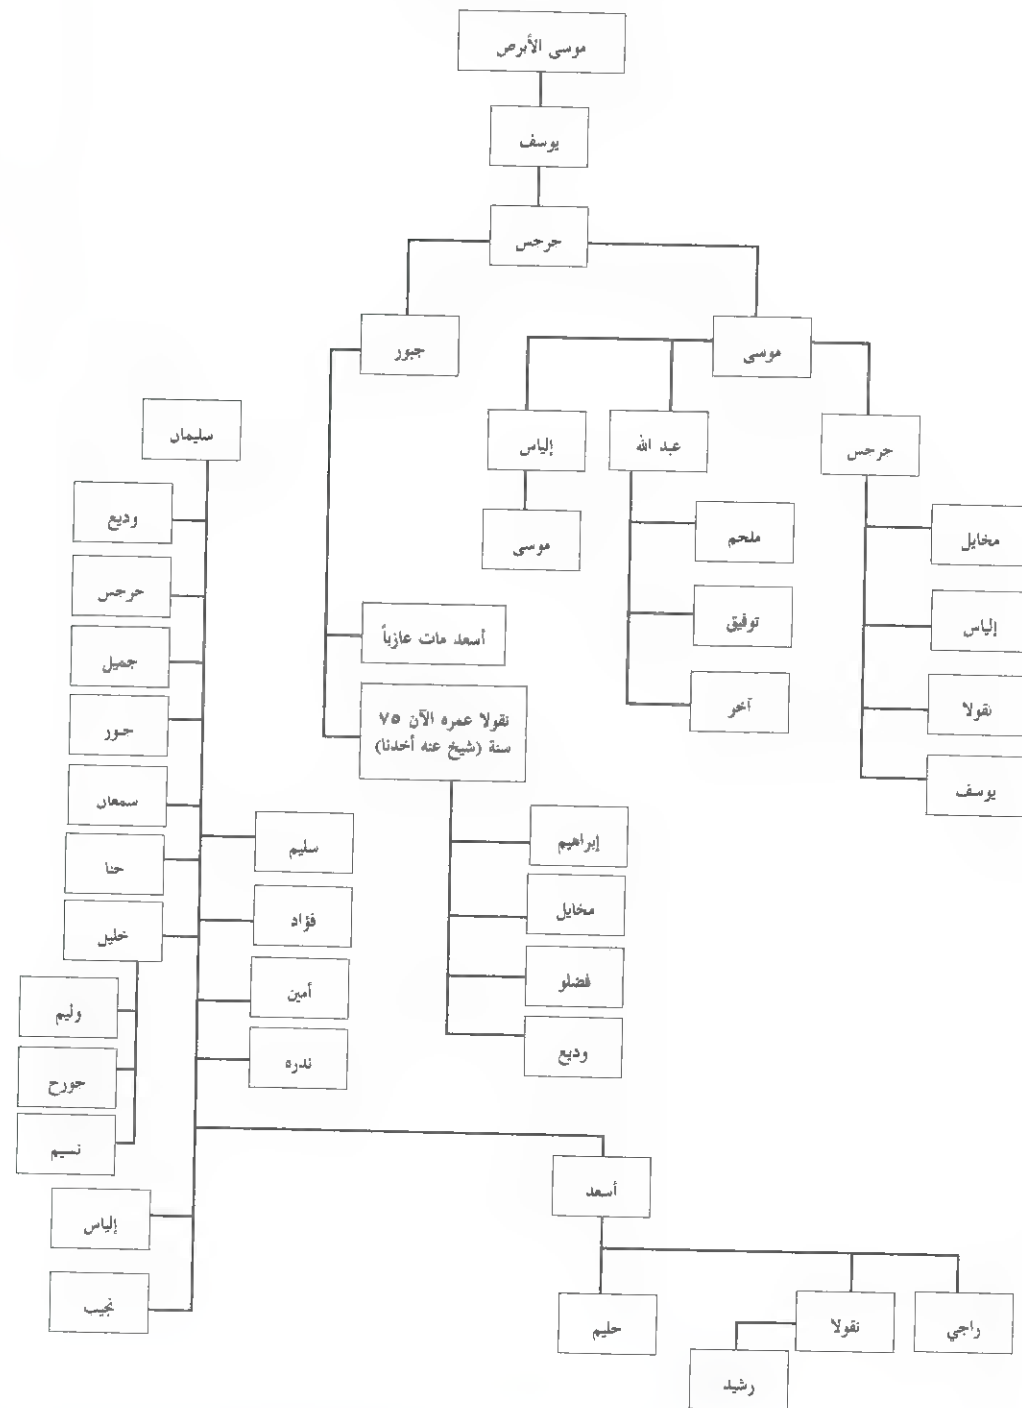 موسى الأبرص
يوسف
جرجس
جبور
موسى
إلياس
عبد الله
جرجس
موسى
ملحم
توفيق
آخر
مخايل
إلياس
نقولا
يوسف
أسعد مات عازباً
نقولا عمره الآن ٧٥
سنة (شيخ عنه أخدنا)
إبراهيم
مخايل
فضلو
وديع
سليمان
وديع
جرجس
جميل
سمعان
حنا
خليل
وليم
جورج
نسيم
سليم
فؤاد
أمين
ندره
إلياس
نجيب
أسعد
راجي
نقولا
حليم
رشيد